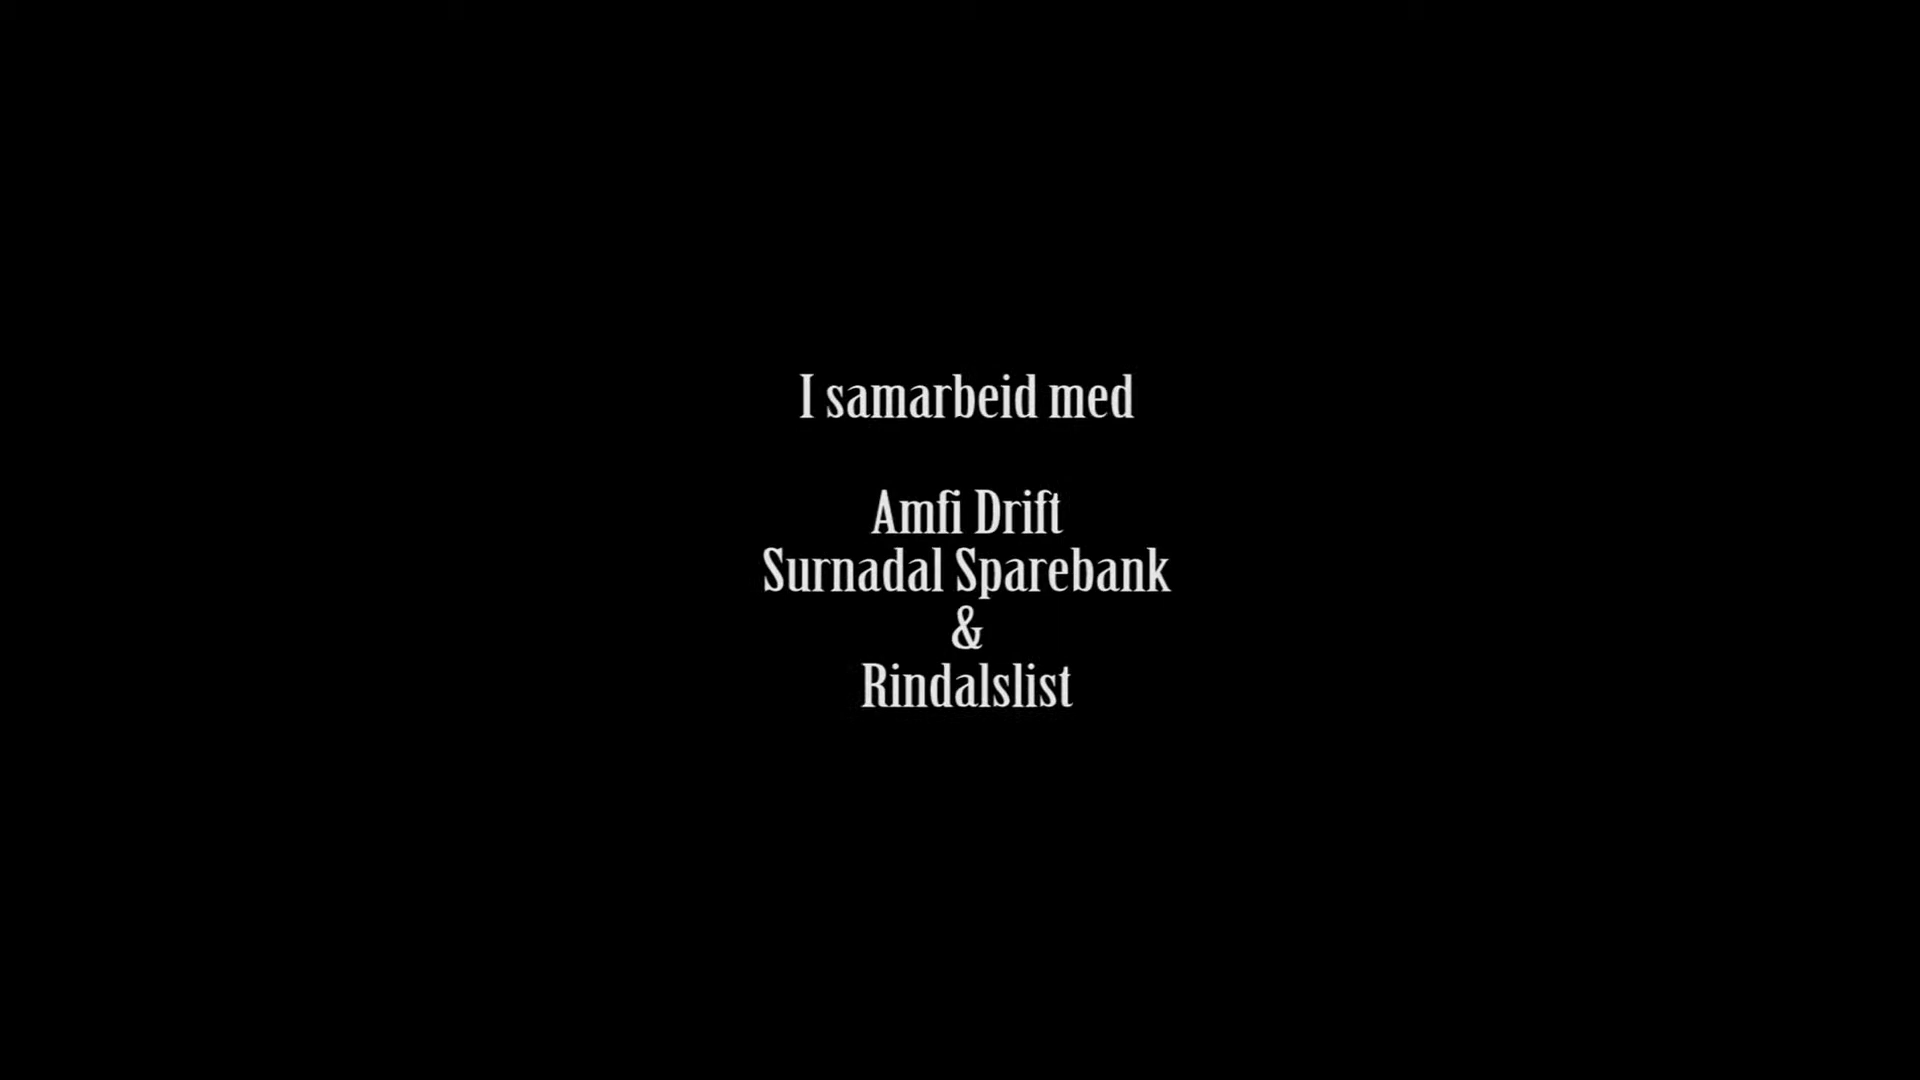 I samarbeid med
Amfi Drift
Surnadal Sparebank
&
Rindalslist